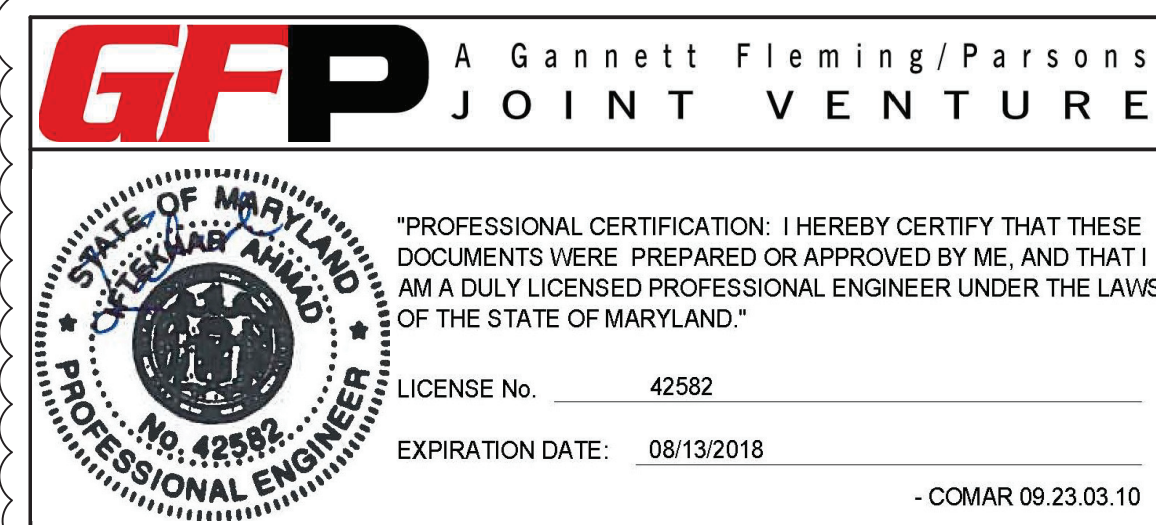 GFP
A Gannett Fleming/Parsons
JOINT VENTURE
STATE OF MARYLAND
IFTEKHAR AHMAD
No. 42582
PROFESSIONAL ENGINEER
"PROFESSIONAL CERTIFICATION: I HEREBY CERTIFY THAT THESE
DOCUMENTS WERE PREPARED OR APPROVED BY ME, AND THAT I
AM A DULY LICENSED PROFESSIONAL ENGINEER UNDER THE LAWS
OF THE STATE OF MARYLAND."
LICENSE No. 42582
EXPIRATION DATE: 08/13/2018
- COMAR 09.23.03.10